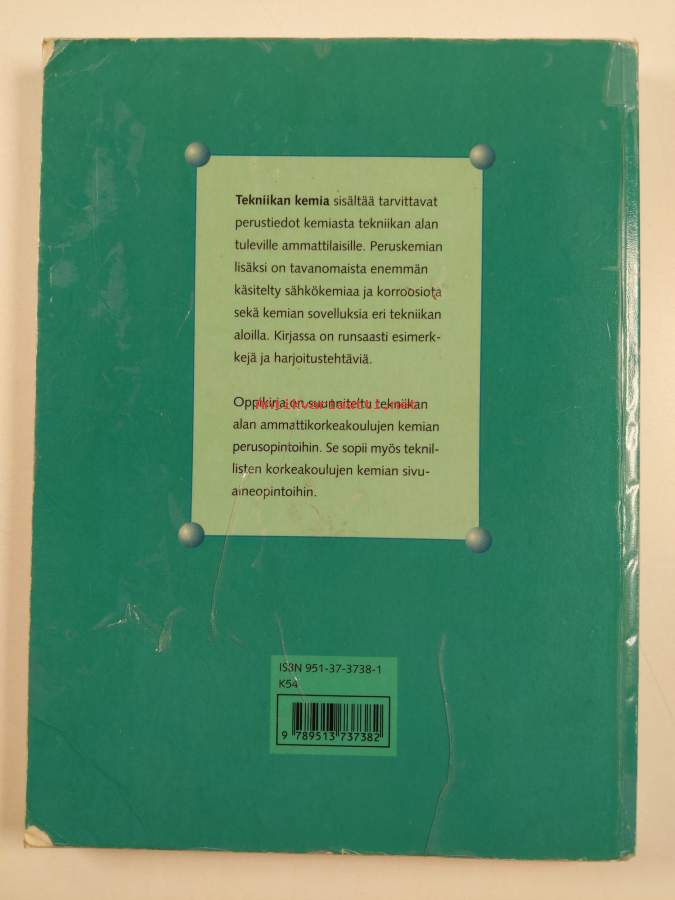 Tekniikan kemia sisältää tarvittavat
perustiedot kemiasta tekniikan alan
tuleville ammattilaisille. Peruskemian
lisäksi on tavanomaista enemmän
käsitelty sähkökemiaa ja korroosiota
sekä kemian sovelluksia eri tekniikan
aloilla. Kirjassa on runsaasti esimerk-
kejä ja harjoitustehtäviä.
Oppikirja on suunniteltu tekniikan
Antikvariaatti.net
alan ammattikorkeakoulujen kemian
perusopintoihin. Se sopii myös teknil-
listen korkeakoulujen kemian sivu-
aineopintoihin.
ISBN 951-37-3738-1
K54
9 789513 737382